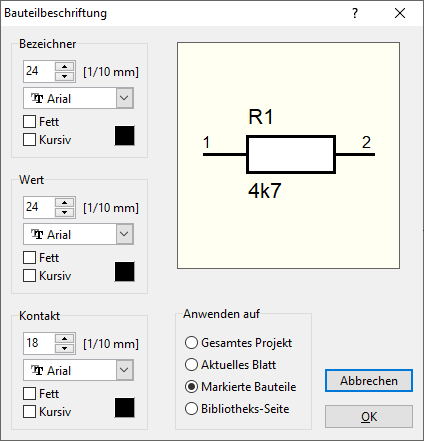 Bauteilbeschriftung
Bezeichner
24 [1/10 mm]
Arial
Fett
Kursiv
Wert
24 [1/10 mm]
Arial
Fett
Kursiv
Kontakt
18 [1/10 mm]
Arial
Fett
Kursiv
R1
1 2
4k7
Anwenden auf
Gesamtes Projekt
Aktuelles Blatt
Markierte Bauteile
Bibliotheks-Seite
Abbrechen
OK